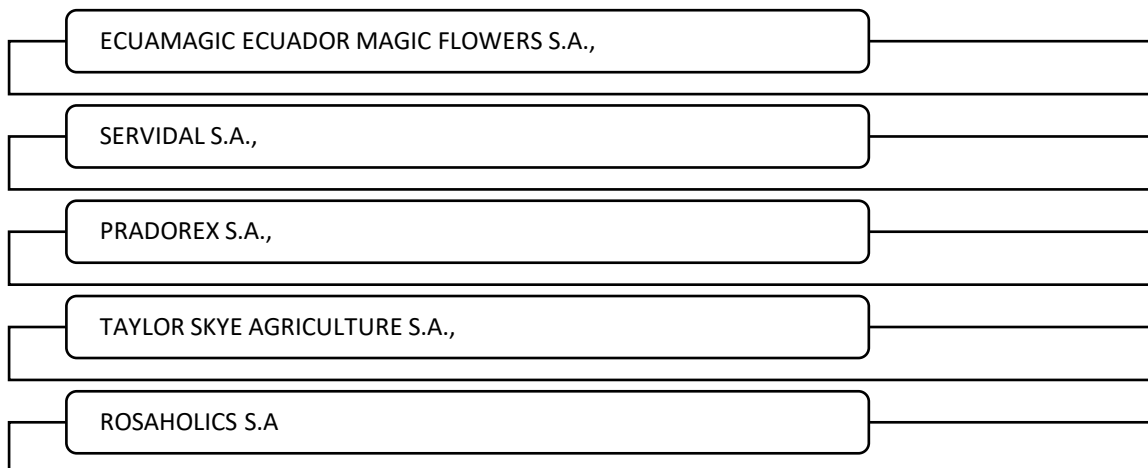 ECUAMAGIC ECUADOR MAGIC FLOWERS S.A.,
SERVIDAL S.A.,
PRADOREX S.A.,
TAYLOR SKYE AGRICULTURE S.A.,
ROSAHOLICS S.A